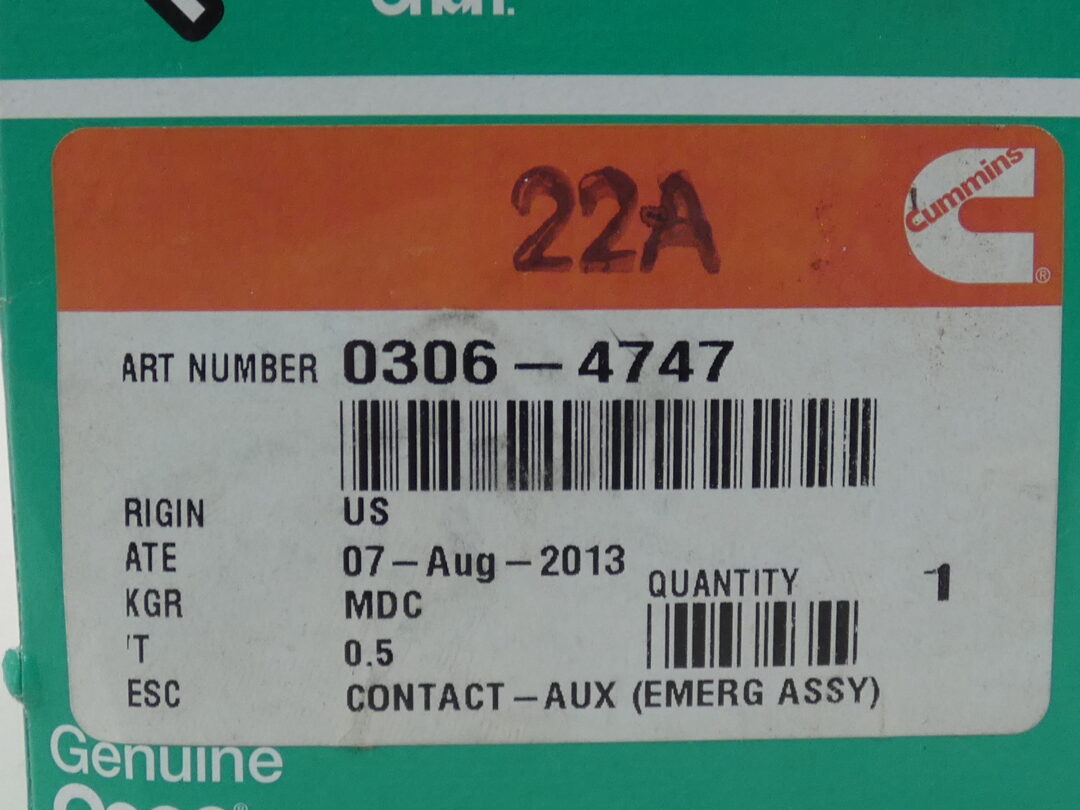 22A
Cummins
®
ART NUMBER 0306-4747
RIGIN US
ATE 07-Aug-2013
KGR MDC
'T 0.5
QUANTITY 1
ESC CONTACT-AUX (EMERG ASSY)
Genuine